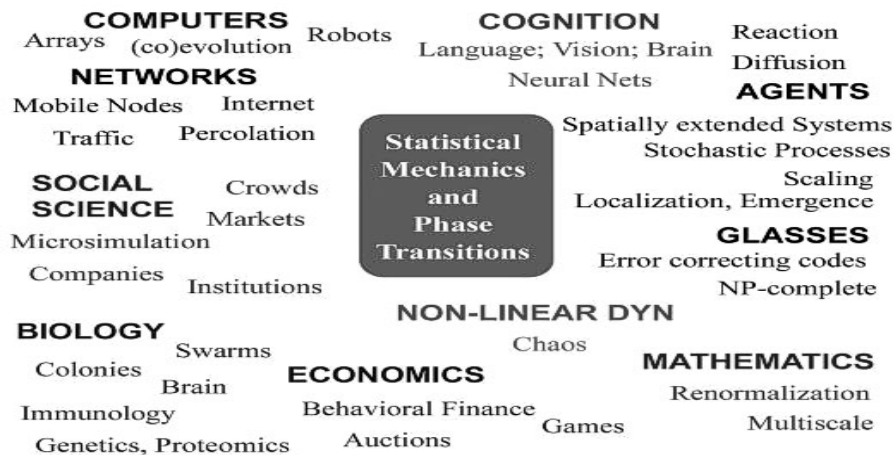 COMPUTERS
Arrays
(co)evolution
Robots
COGNITION
Language; Vision; Brain
Neural Nets
Reaction
Diffusion
NETWORKS
Mobile Nodes
Internet
Traffic
Percolation
AGENTS
Spatially extended Systems
Stochastic Processes
Scaling
Localization, Emergence
Statistical
Mechanics
and
Phase
Transitions
SOCIAL
SCIENCE
Crowds
Markets
Microsimulation
Companies
Institutions
GLASSES
Error correcting codes
NP-complete
NON-LINEAR DYN
Chaos
BIOLOGY
Swarms
Colonies
Brain
Immunology
Genetics, Proteomics
ECONOMICS
Behavioral Finance
Auctions
Games
MATHEMATICS
Renormalization
Multiscale